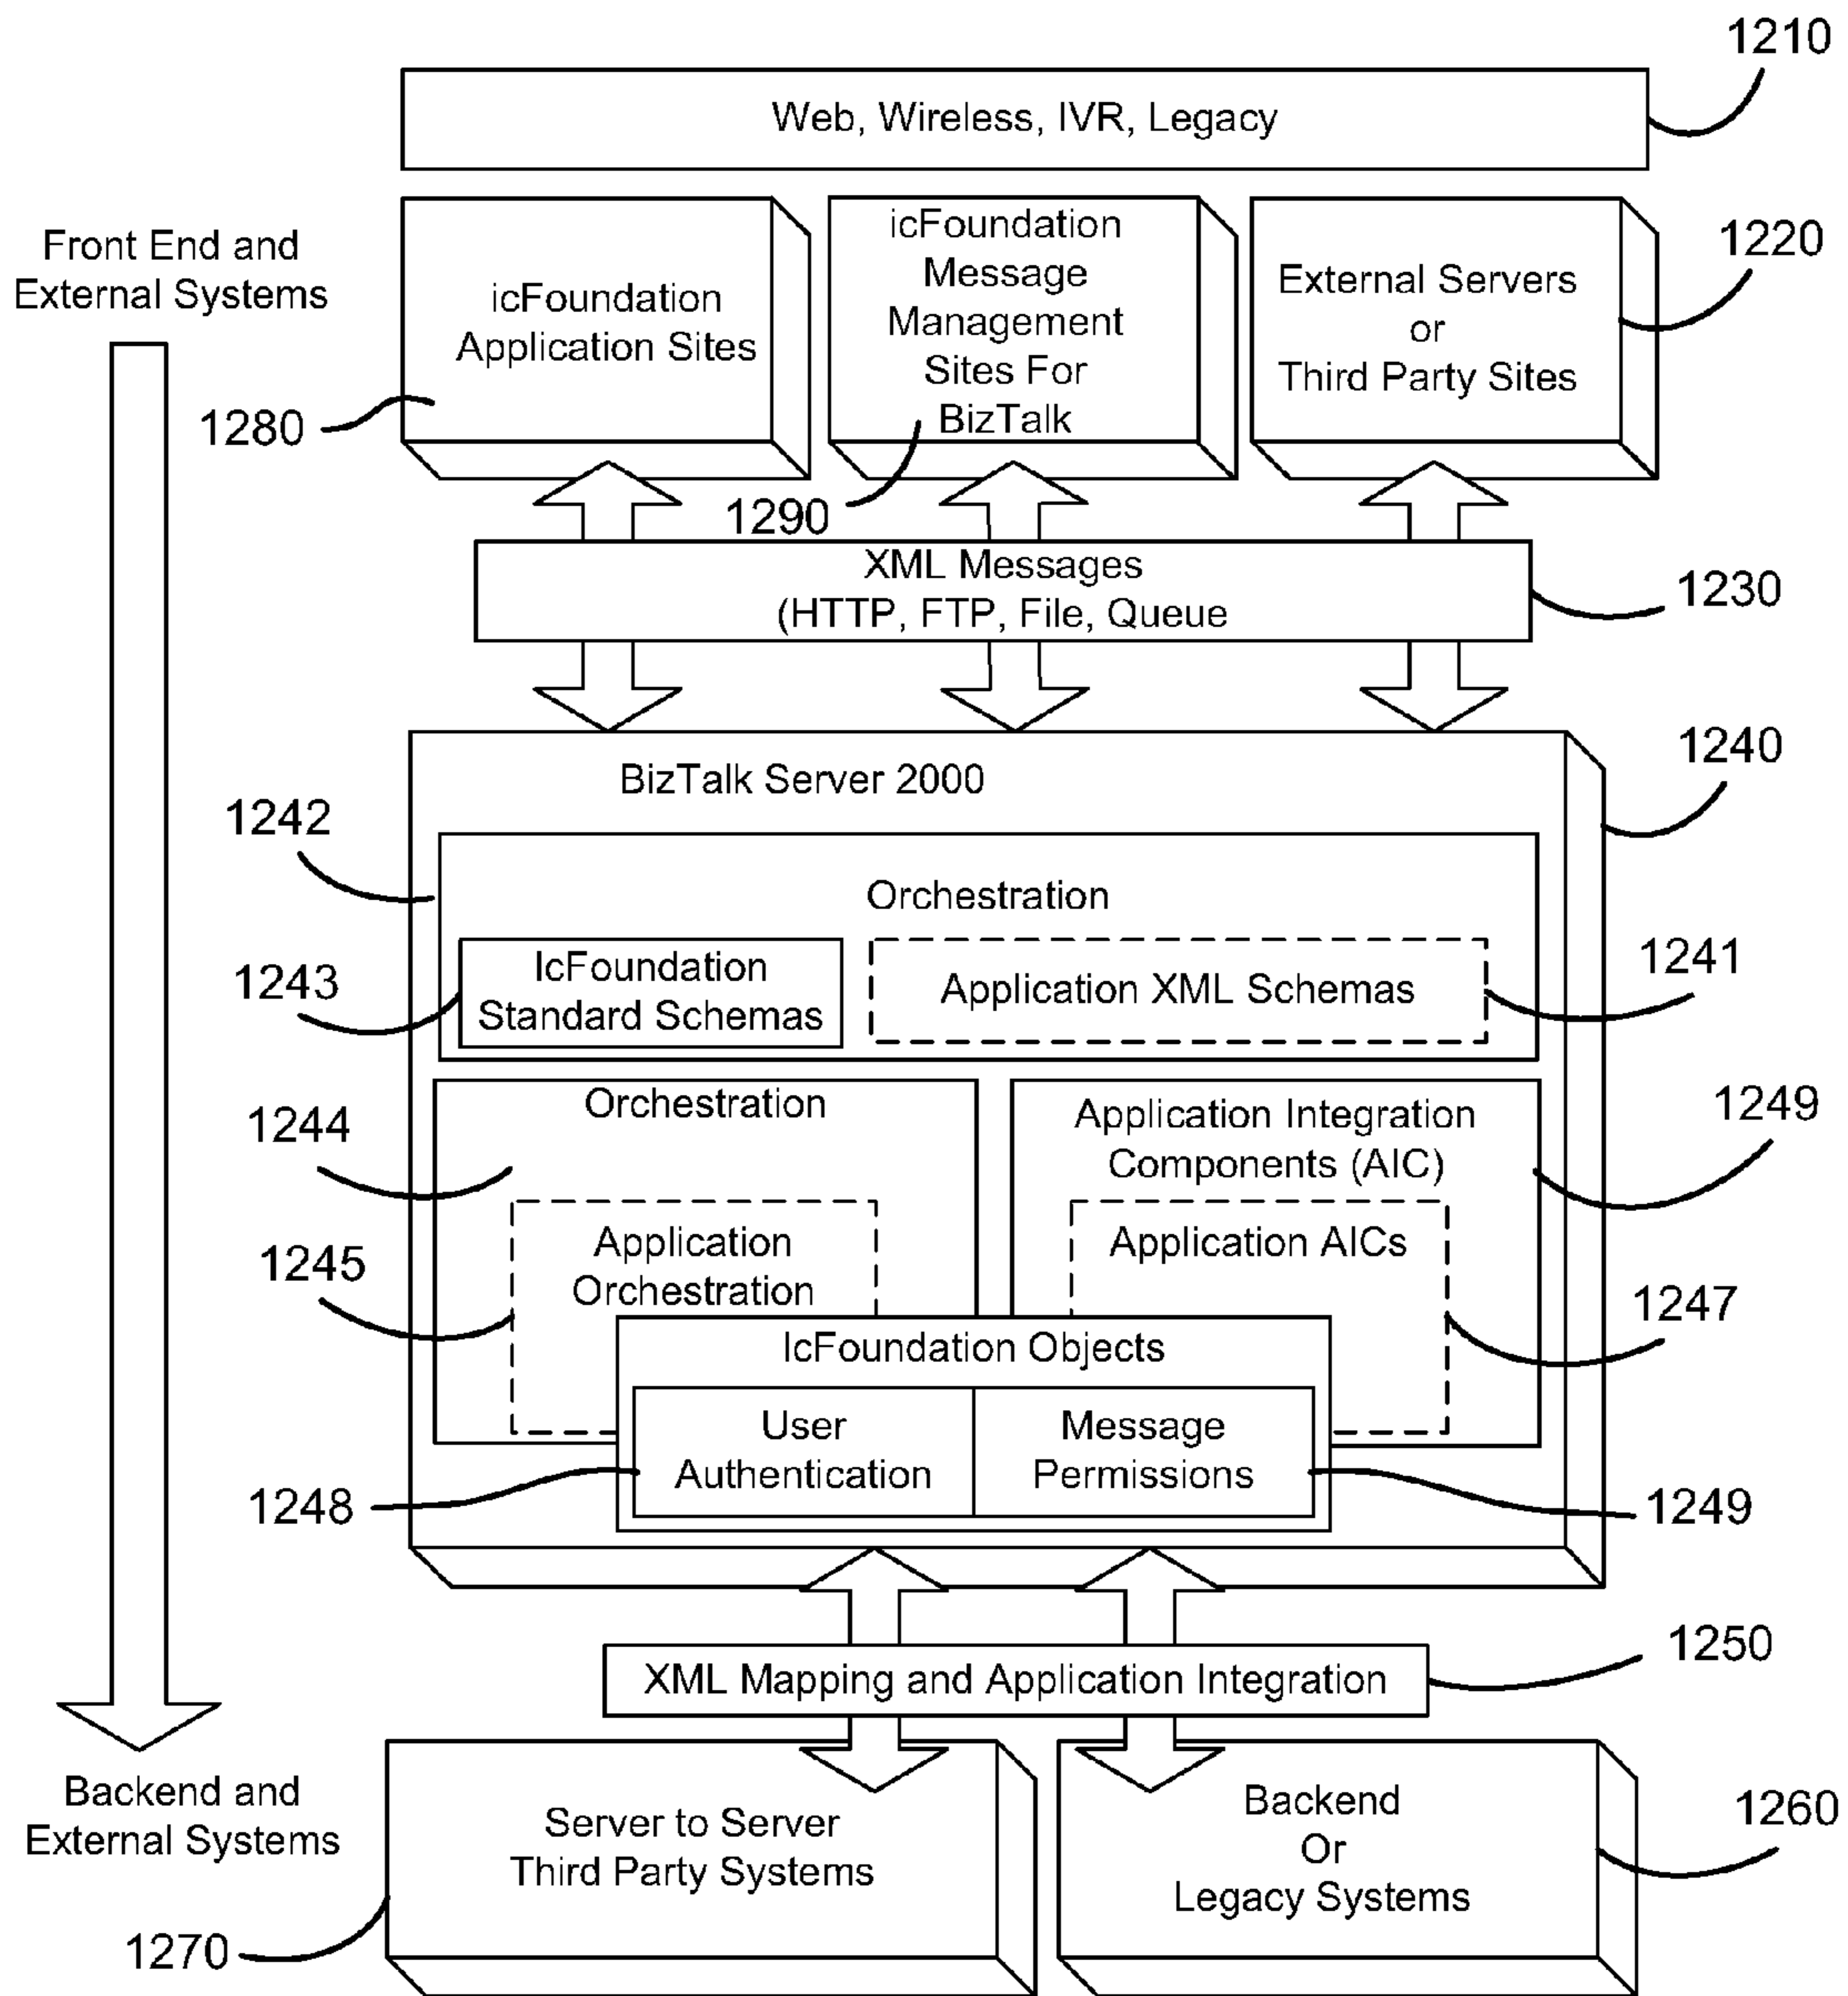 1210
Web, Wireless, IVR, Legacy
Front End and
External Systems
icFoundation
Application Sites
1280
icFoundation
Message
Management
Sites For
BizTalk
1290
External Servers
or
Third Party Sites
1220
XML Messages
(HTTP, FTP, File, Queue
1230
1240
BizTalk Server 2000
1242
Orchestration
1243
IcFoundation
Standard Schemas
Application XML Schemas
1241
1244
Orchestration
Application Integration
Components (AIC)
1249
1245
Application
Orchestration
Application AICs
1247
IcFoundation Objects
User
Authentication
Message
Permissions
1248
1249
XML Mapping and Application Integration
1250
Backend and
External Systems
Server to Server
Third Party Systems
1270
Backend
Or
Legacy Systems
1260